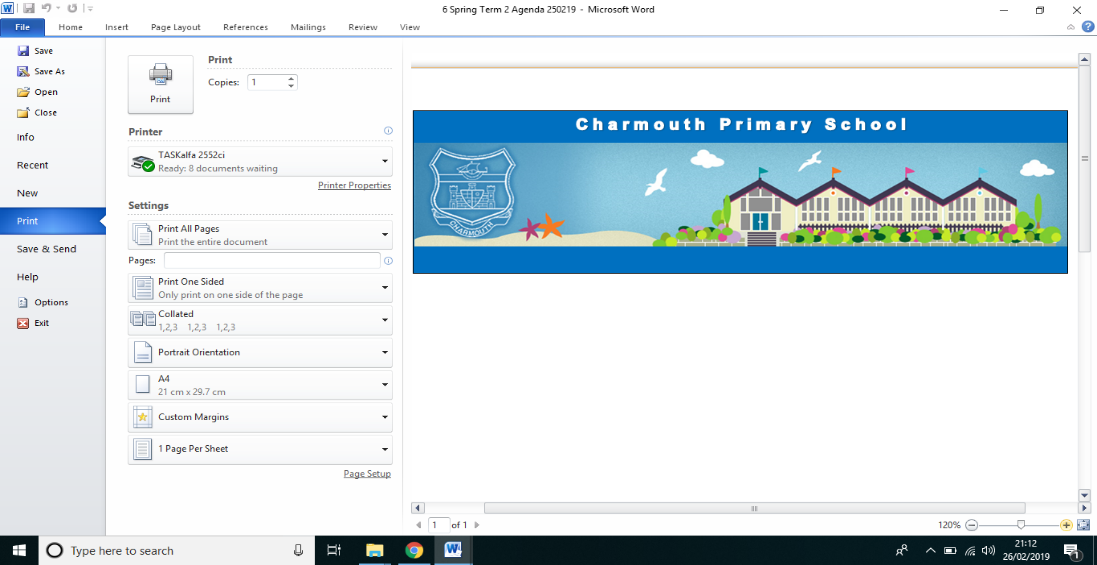 6 Spring Term 2 Agenda 250219 - Microsoft Word
File Home Insert Page Layout References Mailings Review View
Save
Save As
Open
Close
Info
Recent
New
Print
Save & Send
Help
Options
Exit
Print
Print
Copies: 1
Printer
TASKalfa 2552ci
Ready: 8 documents waiting
Printer Properties
Settings
Print All Pages
Print the entire document
Pages:
Print One Sided
Only print on one side of the page
Collated
1,2,3 1,2,3 1,2,3
Portrait Orientation
A4
21 cm x 29.7 cm
Custom Margins
1 Page Per Sheet
Page Setup
Charmouth Primary School
CHARMOUTH
1 of 1
120%
Type here to search
21:12
26/02/2019
1